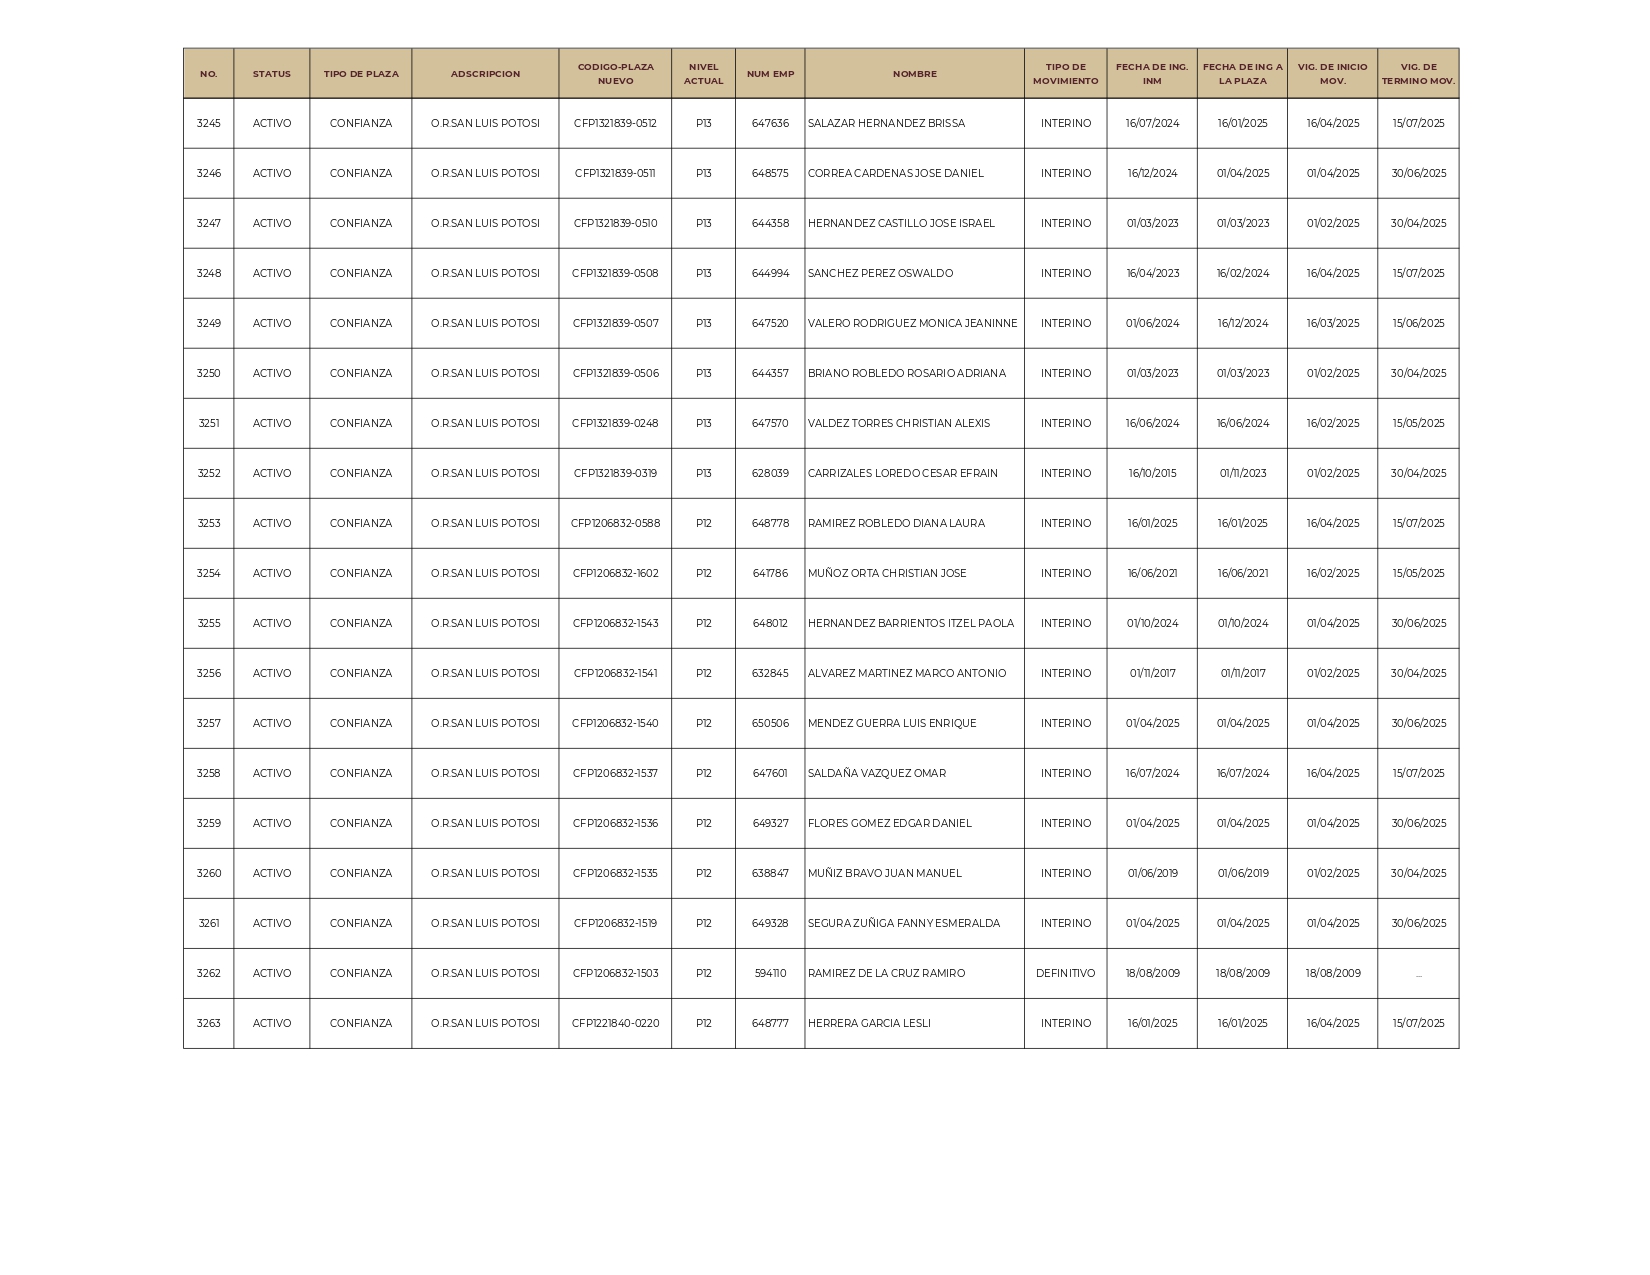 NO. STATUS TIPO DE PLAZA ADSCRIPCION CODIGO-PLAZA NUEVO NIVEL ACTUAL NUM EMP NOMBRE TIPO DE MOVIMIENTO FECHA DE ING. INM FECHA DE ING A LA PLAZA VIG. DE INICIO MOV. VIG. DE TERMINO MOV.
3245 ACTIVO CONFIANZA O.R.SAN LUIS POTOSI CFP1321839-0512 P13 647636 SALAZAR HERNANDEZ BRISSA INTERINO 16/07/2024 16/01/2025 16/04/2025 15/07/2025
3246 ACTIVO CONFIANZA O.R.SAN LUIS POTOSI CFP1321839-0511 P13 648575 CORREA CARDENAS JOSE DANIEL INTERINO 16/12/2024 01/04/2025 01/04/2025 30/06/2025
3247 ACTIVO CONFIANZA O.R.SAN LUIS POTOSI CFP1321839-0510 P13 644358 HERNANDEZ CASTILLO JOSE ISRAEL INTERINO 01/03/2023 01/03/2023 01/02/2025 30/04/2025
3248 ACTIVO CONFIANZA O.R.SAN LUIS POTOSI CFP1321839-0508 P13 644994 SANCHEZ PEREZ OSWALDO INTERINO 16/04/2023 16/02/2024 16/04/2025 15/07/2025
3249 ACTIVO CONFIANZA O.R.SAN LUIS POTOSI CFP1321839-0507 P13 647520 VALERO RODRIGUEZ MONICA JEANINNE INTERINO 01/06/2024 16/12/2024 16/03/2025 15/06/2025
3250 ACTIVO CONFIANZA O.R.SAN LUIS POTOSI CFP1321839-0506 P13 644357 BRIANO ROBLEDO ROSARIO ADRIANA INTERINO 01/03/2023 01/03/2023 01/02/2025 30/04/2025
3251 ACTIVO CONFIANZA O.R.SAN LUIS POTOSI CFP1321839-0248 P13 647570 VALDEZ TORRES CHRISTIAN ALEXIS INTERINO 16/06/2024 16/06/2024 16/02/2025 15/05/2025
3252 ACTIVO CONFIANZA O.R.SAN LUIS POTOSI CFP1321839-0319 P13 628039 CARRIZALES LOREDO CESAR EFRAIN INTERINO 16/10/2015 01/11/2023 01/02/2025 30/04/2025
3253 ACTIVO CONFIANZA O.R.SAN LUIS POTOSI CFP1206832-0588 P12 648778 RAMIREZ ROBLEDO DIANA LAURA INTERINO 16/01/2025 16/01/2025 16/04/2025 15/07/2025
3254 ACTIVO CONFIANZA O.R.SAN LUIS POTOSI CFP1206832-1602 P12 641786 MUÑOZ ORTA CHRISTIAN JOSE INTERINO 16/06/2021 16/06/2021 16/02/2025 15/05/2025
3255 ACTIVO CONFIANZA O.R.SAN LUIS POTOSI CFP1206832-1543 P12 648012 HERNANDEZ BARRIENTOS ITZEL PAOLA INTERINO 01/10/2024 01/10/2024 01/04/2025 30/06/2025
3256 ACTIVO CONFIANZA O.R.SAN LUIS POTOSI CFP1206832-1541 P12 632845 ALVAREZ MARTINEZ MARCO ANTONIO INTERINO 01/11/2017 01/11/2017 01/02/2025 30/04/2025
3257 ACTIVO CONFIANZA O.R.SAN LUIS POTOSI CFP1206832-1540 P12 650506 MENDEZ GUERRA LUIS ENRIQUE INTERINO 01/04/2025 01/04/2025 01/04/2025 30/06/2025
3258 ACTIVO CONFIANZA O.R.SAN LUIS POTOSI CFP1206832-1537 P12 647601 SALDAÑA VAZQUEZ OMAR INTERINO 16/07/2024 16/07/2024 16/04/2025 15/07/2025
3259 ACTIVO CONFIANZA O.R.SAN LUIS POTOSI CFP1206832-1536 P12 649327 FLORES GOMEZ EDGAR DANIEL INTERINO 01/04/2025 01/04/2025 01/04/2025 30/06/2025
3260 ACTIVO CONFIANZA O.R.SAN LUIS POTOSI CFP1206832-1535 P12 638847 MUÑIZ BRAVO JUAN MANUEL INTERINO 01/06/2019 01/06/2019 01/02/2025 30/04/2025
3261 ACTIVO CONFIANZA O.R.SAN LUIS POTOSI CFP1206832-1519 P12 649328 SEGURA ZUÑIGA FANNY ESMERALDA INTERINO 01/04/2025 01/04/2025 01/04/2025 30/06/2025
3262 ACTIVO CONFIANZA O.R.SAN LUIS POTOSI CFP1206832-1503 P12 594110 RAMIREZ DE LA CRUZ RAMIRO DEFINITIVO 18/08/2009 18/08/2009 18/08/2009 ...
3263 ACTIVO CONFIANZA O.R.SAN LUIS POTOSI CFP1221840-0220 P12 648777 HERRERA GARCIA LESLI INTERINO 16/01/2025 16/01/2025 16/04/2025 15/07/2025